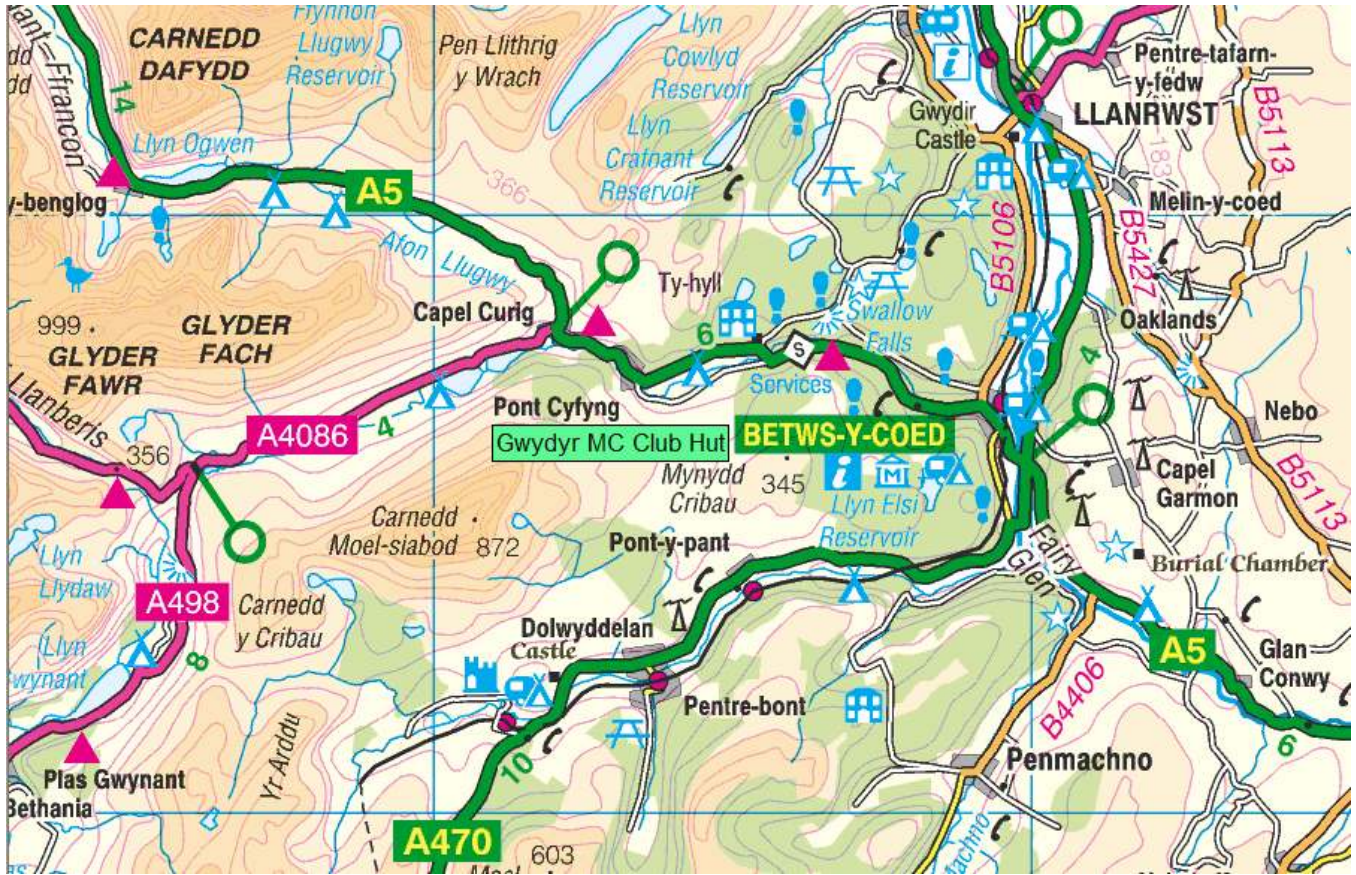 CARNEDD
DAFYDD
Ffynnon
Llugwy
Reservoir
Pen Llithrig
y Wrach
Llyn
Cowlyd
Reservoir
Pentre-tafarn-
y-fedw
LLANRWST
Gwydir
Castle
B5113
14
Ffrancon
Llyn Ogwen
Llyn
Crafnant
Reservoir
366
183
y-benglog
A5
Melin-y-coed
Afon Llugwy
B5106
B5427
Ty-hyll
Capel Curig
999
GLYDER
FAWR
GLYDER
FACH
6
Swallow
Falls
S
Services
Oaklands
4
Llanberis
Pont Cyfyng
Gwydyr MC Club Hut
BETWS-Y-COED
Nebo
A4086
4
356
Mynydd
Cribau
345
i
M
Llyn Elsi
Reservoir
Capel
Garmon
B5113
Carnedd
Moel-siabod
872
Pont-y-pant
Fairy
Glen
Burial Chamber
Llyn
Llydaw
A498
Carnedd
y Cribau
Dolwyddelan
Castle
A5
Glan
Conwy
Llyn
wynant
8
Pentre-bont
B4406
6
Plas Gwynant
Bethania
Yr Arddu
10
Penmachno
A470
603
Moel
Machno